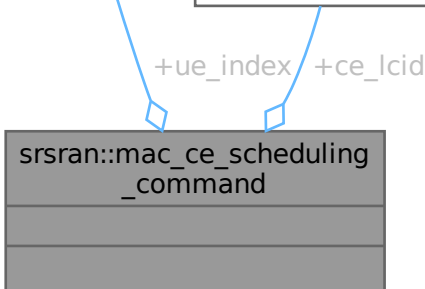 +ue_index +ce_lcid
srsran::mac_ce_scheduling
_command